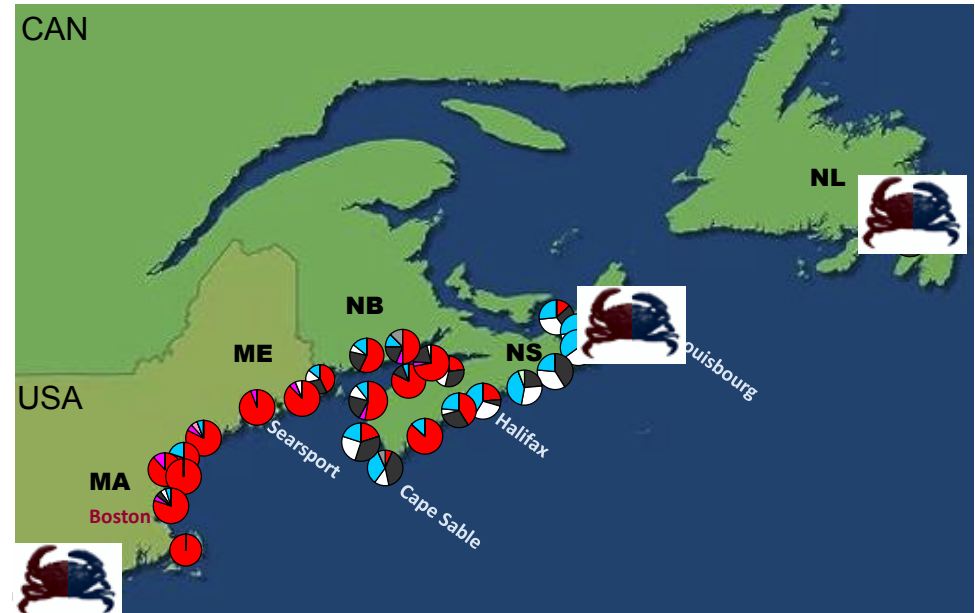 CAN
NL
NB
ME
NS
USA
Searsport
Halifax
MA
Boston
Cape Sable